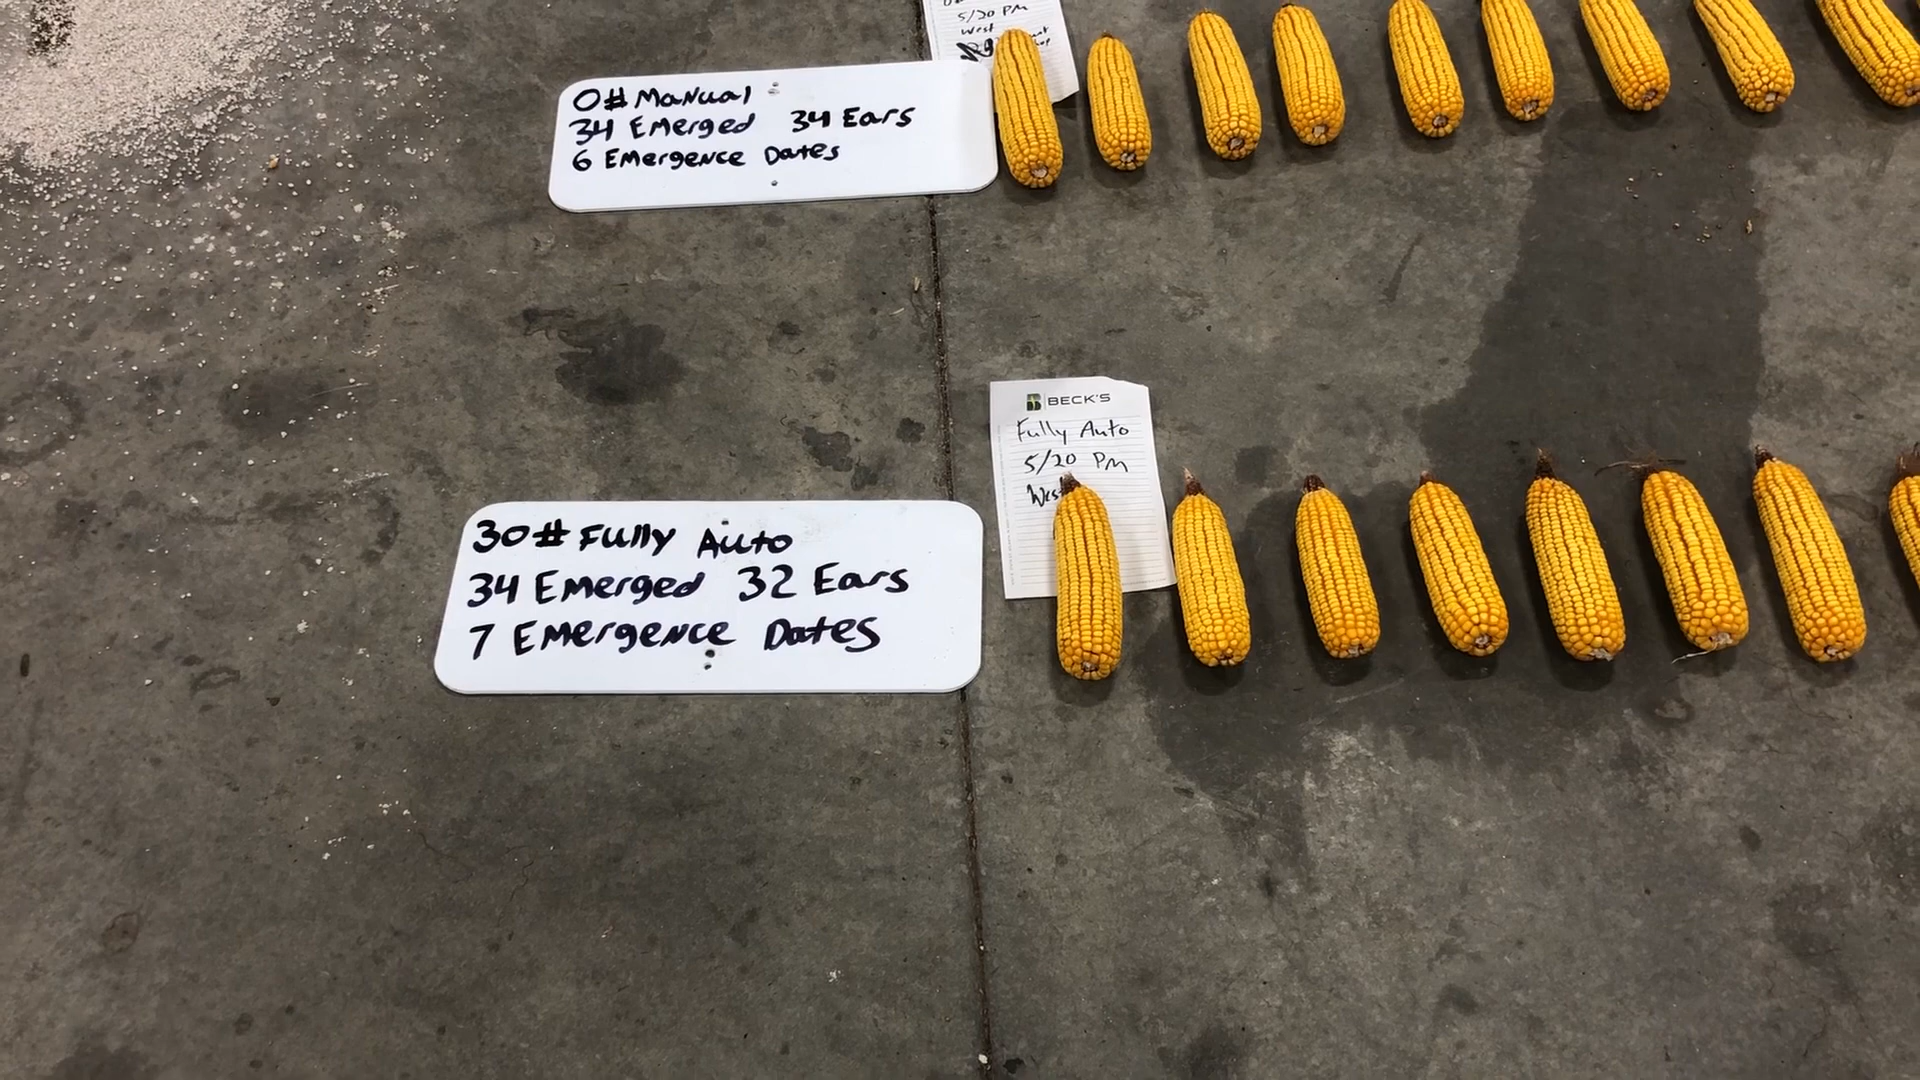 5/20 PM
West
0# Manual
34 Emerged 34 Ears
6 Emergence Dates
BECK'S
Fully Auto
5/20 PM
West
30# Fully Auto
34 Emerged 32 Ears
7 Emergence Dates